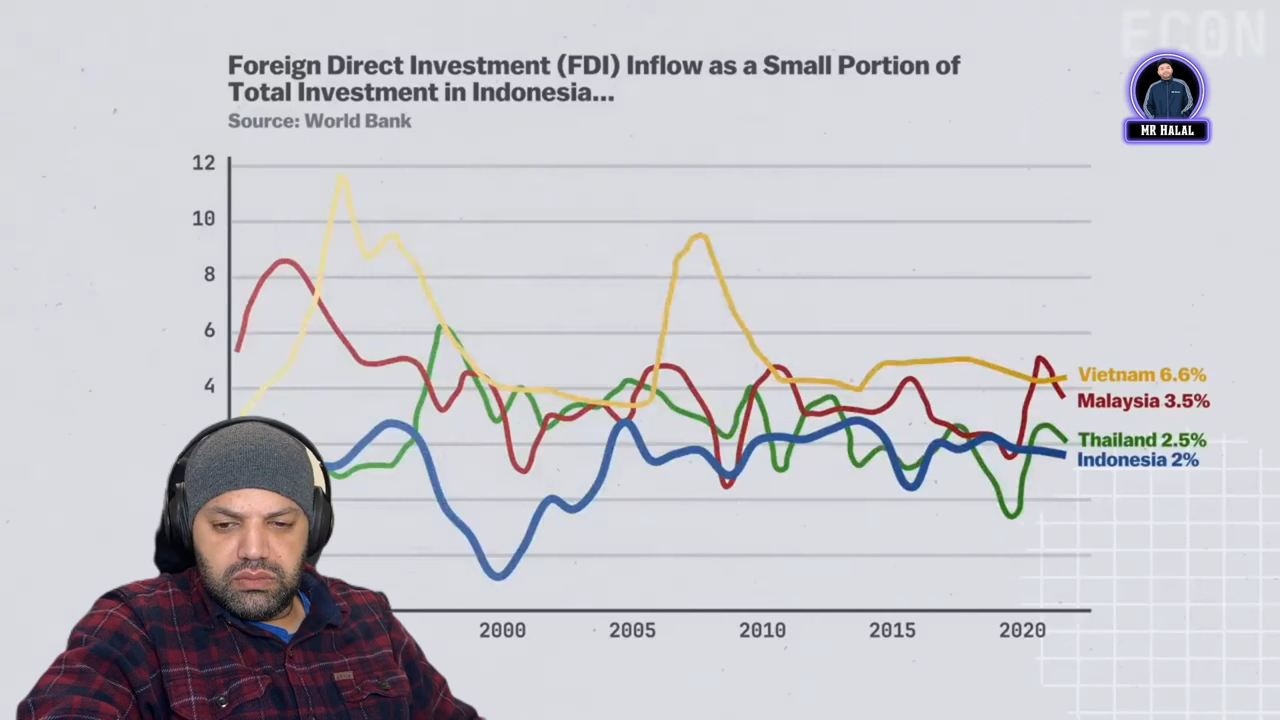 ECON
Foreign Direct Investment (FDI) Inflow as a Small Portion of
Total Investment in Indonesia...
Source: World Bank
MR HALAL
12
10
8
6
4
Vietnam 6.6%
Malaysia 3.5%
Thailand 2.5%
Indonesia 2%
2000
2005
2010
2015
2020